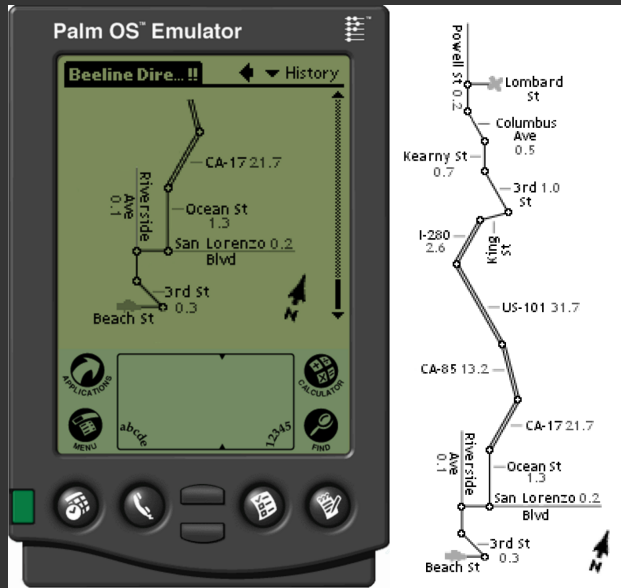 Palm OS™ Emulator
Beeline Dire... !!
History
CA-17 21.7
Riverside
Ave
0.1
Ocean St
1.3
San Lorenzo 0.2
Blvd
3rd St
0.3
Beach St
N
APPLICATIONS
CALCULATOR
MENU
FIND
abcde
12345
Powell St 0.2
Lombard
St
Columbus
Ave
0.5
Kearny St
0.7
3rd 1.0
St
King
St
I-280
2.6
US-101 31.7
CA-85 13.2
CA-17 21.7
Riverside
Ave
0.1
Ocean St
1.3
San Lorenzo 0.2
Blvd
3rd St
0.3
Beach St
N